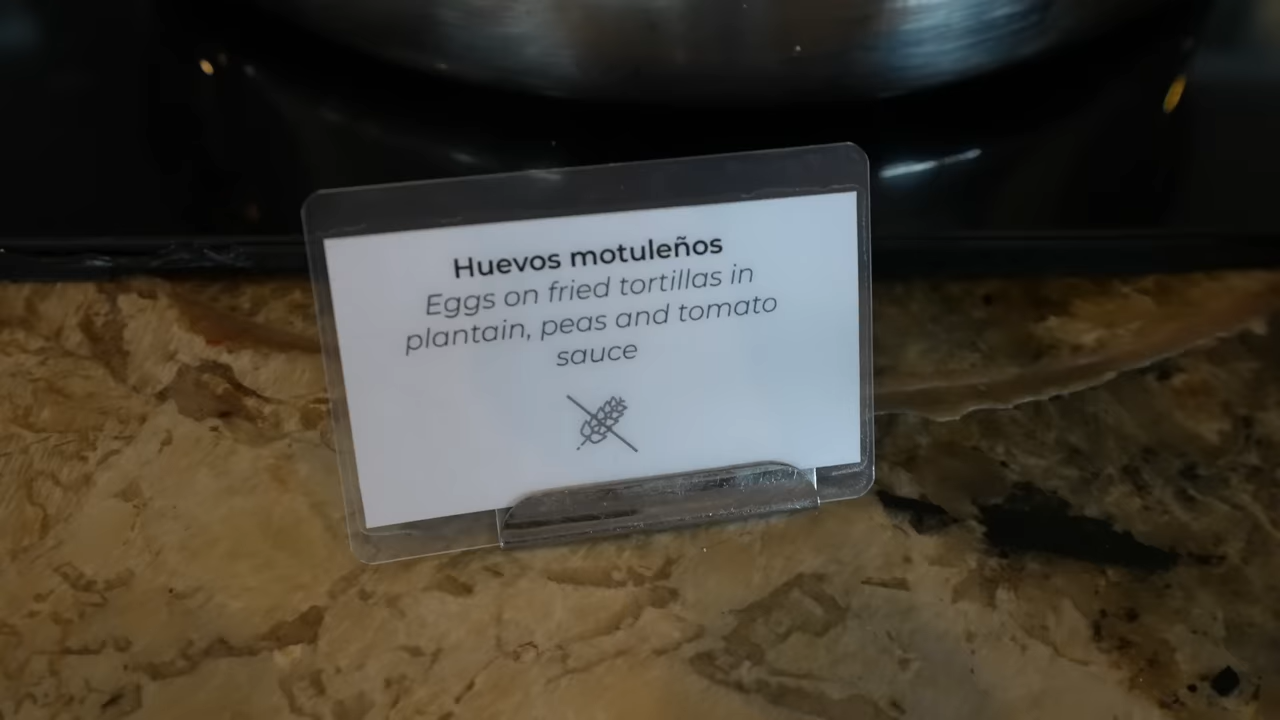 Huevos motuleños
Eggs on fried tortillas in
plantain, peas and tomato
sauce